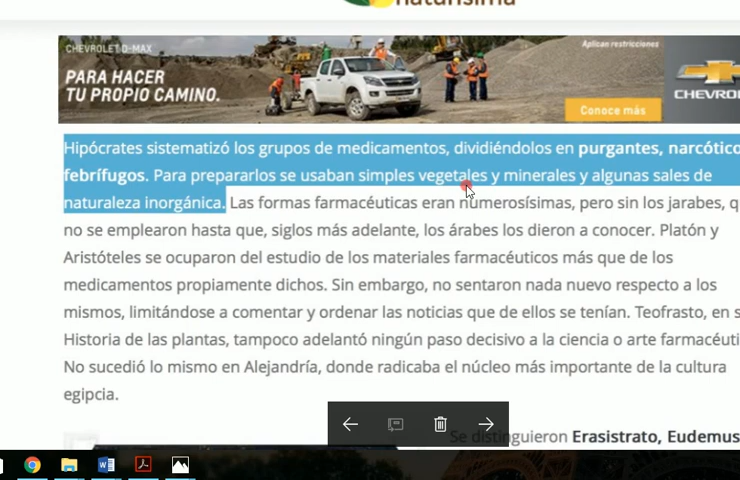 naturísima
CHEVROLET D-MAX
Aplican restricciones
PARA HACER
TU PROPIO CAMINO.
Conoce más
Hipócrates sistematizó los grupos de medicamentos, dividiéndolos en purgantes,
febrífugos. Para prepararlos se usaban simples vegetales y minerales y algunas sales de
naturaleza inorgánica. Las formas farmacéuticas eran numerosísimas, pero sin los jarabes,
no se emplearon hasta que, siglos más adelante, los árabes los dieron a conocer. Platón y
Aristóteles se ocuparon del estudio de los materiales farmacéuticos más que de los
medicamentos propiamente dichos. Sin embargo, no sentaron nada nuevo respecto a los
mismos, limitándose a comentar y ordenar las noticias que de ellos se tenían. Teofrasto, en
Historia de las plantas, tampoco adelantó ningún paso decisivo a la ciencia o arte
No sucedió lo mismo en Alejandría, donde radicaba el núcleo más importante de la cultura
egipcia.
Se distinguieron Erasistrato, Eudemus